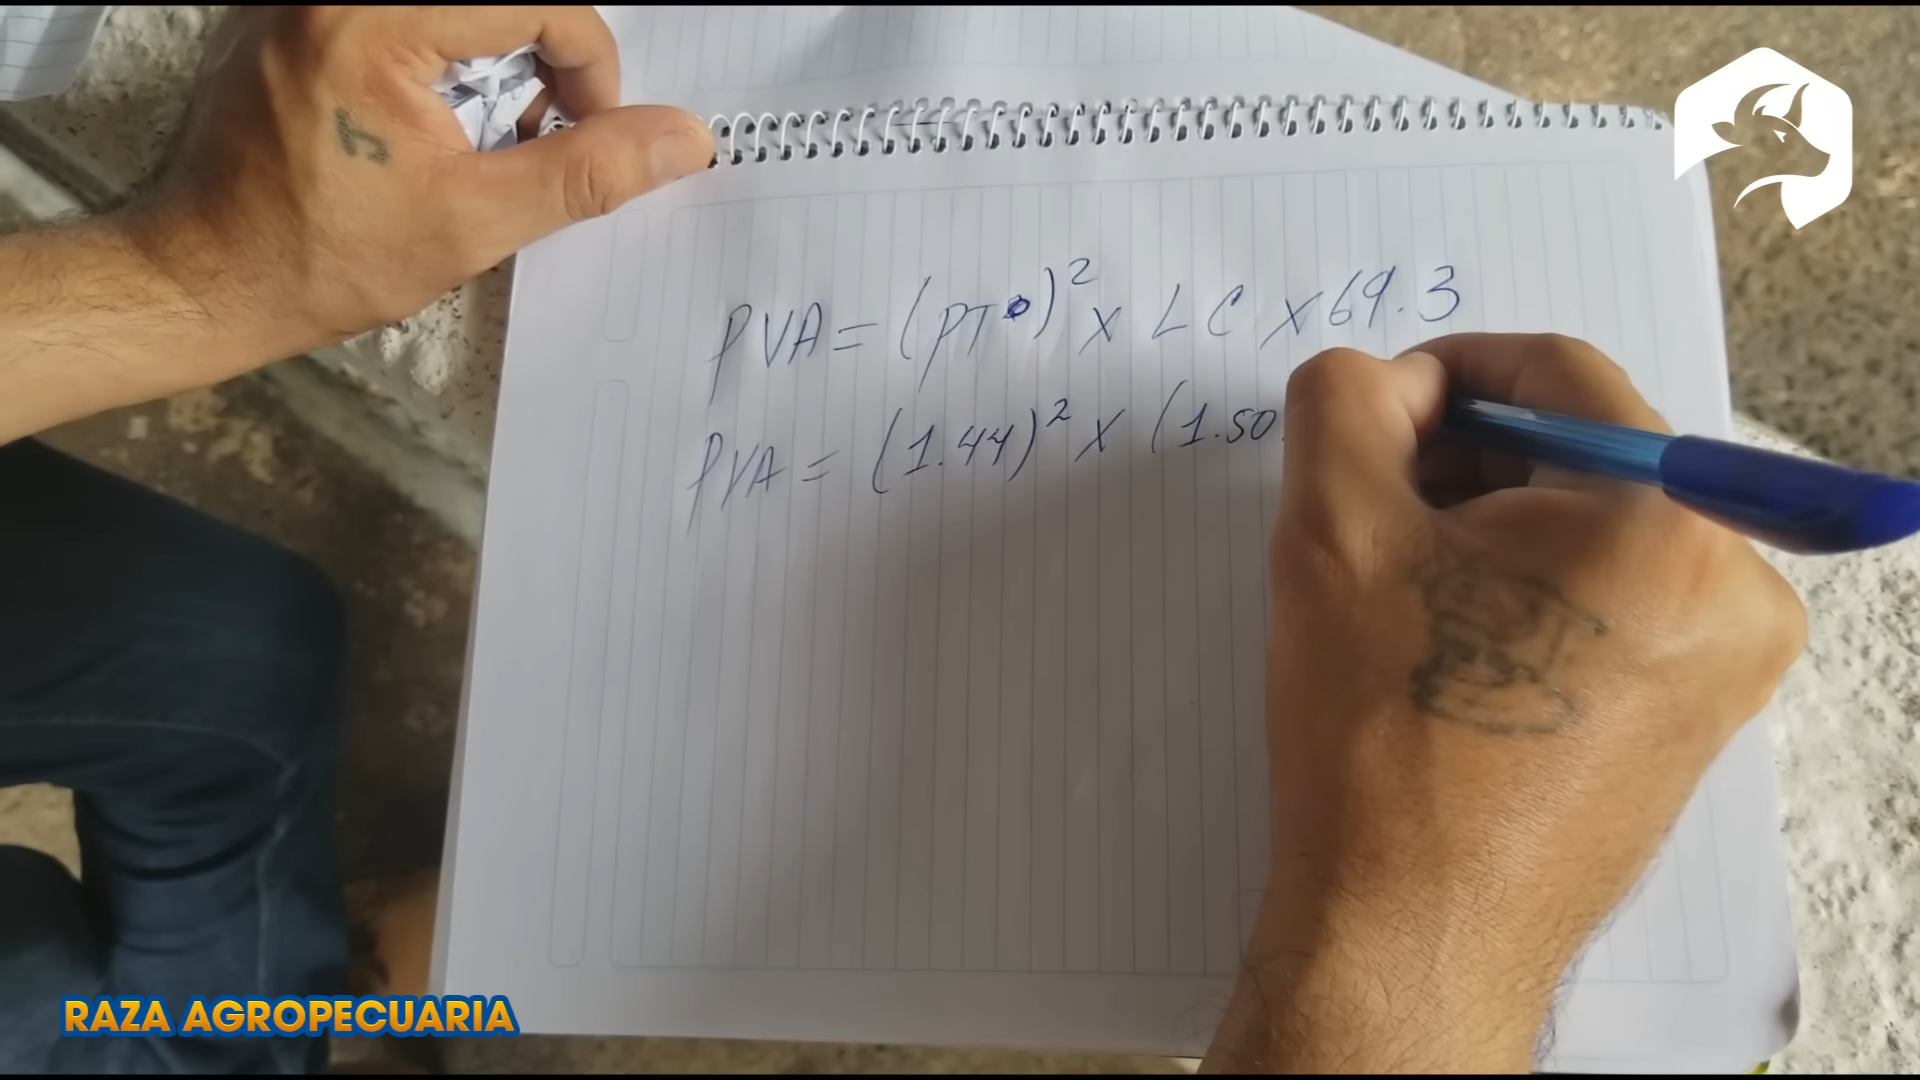 PVA = (PT)² x LC x 69.3
PVA = (1.44)² x (1.50
RAZA AGROPECUARIA